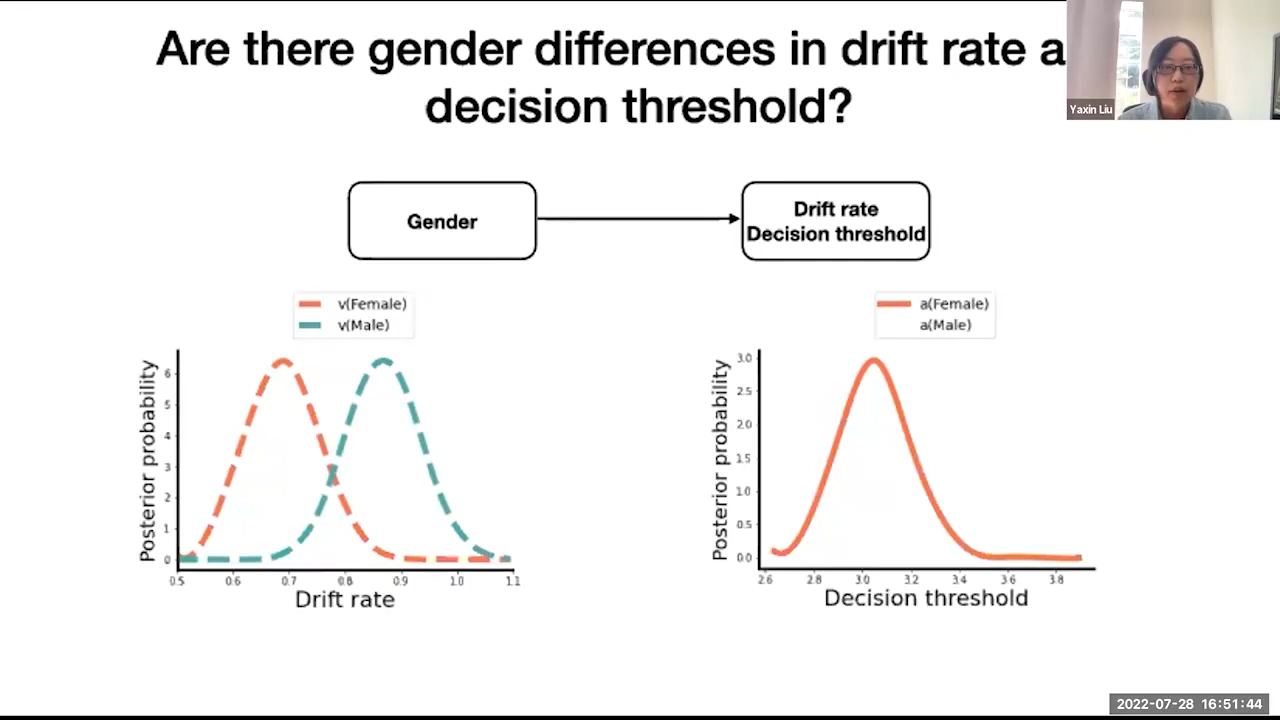 Are there gender differences in drift rate a
decision threshold?
Yaxin Liu
Gender
Drift rate
Decision threshold
v(Female)
v(Male)
Posterior probability
6
5
4
3
2
1
0
0.5 0.6 0.7 0.8 0.9 1.0 1.1
Drift rate
a(Female)
a(Male)
Posterior probability
3.0
2.5
2.0
1.5
1.0
0.5
0.0
2.6 2.8 3.0 3.2 3.4 3.6 3.8
Decision threshold
2022-07-28 16:51:44